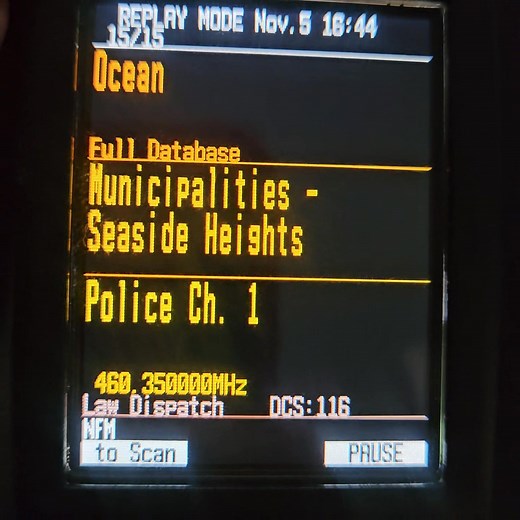 REPLAY MODE Nov.5 18:44
15/15
Ocean
Full Database
Municipalities -
Seaside Heights
Police Ch. 1
460.350000MHz
Law Dispatch DCS:116
NFM
to Scan PAUSE